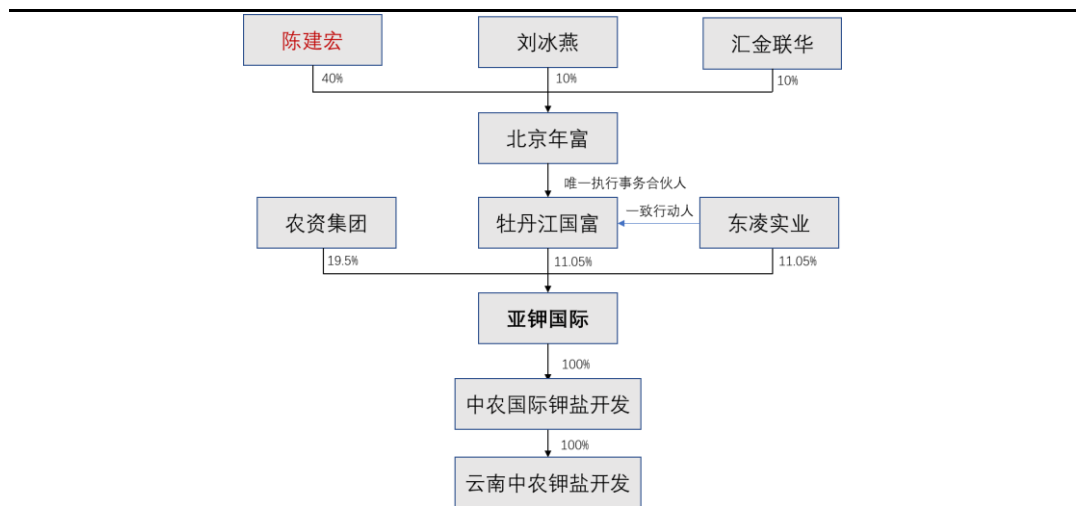 陈建宏
刘冰燕
汇金联华
40%
10%
10%
北京年富
唯一执行事务合伙人
农资集团
牡丹江国富
一致行动人
东凌实业
19.5%
11.05%
11.05%
亚钾国际
100%
中农国际钾盐开发
100%
云南中农钾盐开发